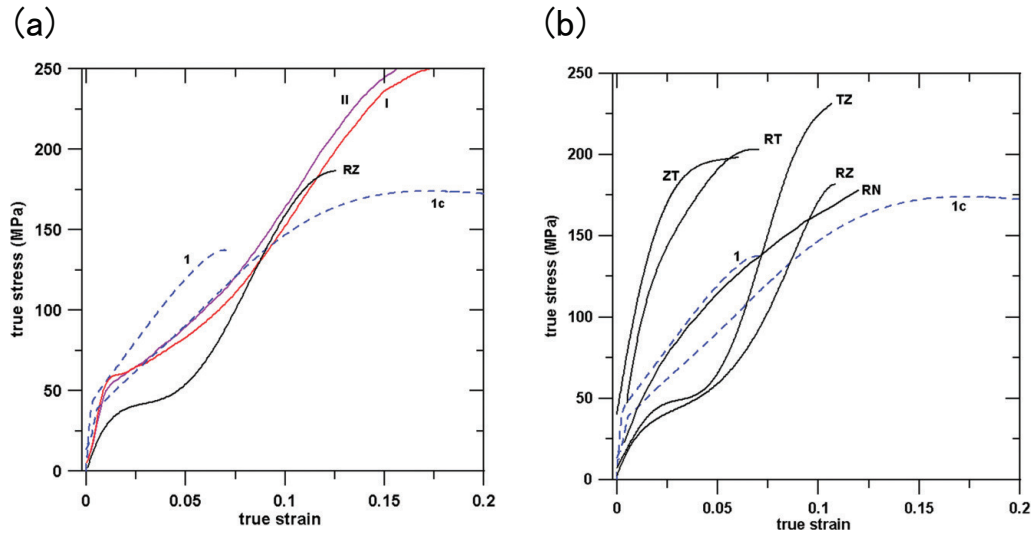 (a)
250
200
150
100
50
0
true stress (MPa)
II
I
RZ
1c
1
0
0.05
0.1
0.15
0.2
true strain
(b)
250
200
150
100
50
0
true stress (MPa)
TZ
RT
ZT
RZ
RN
1
1c
0
0.05
0.1
0.15
0.2
true strain